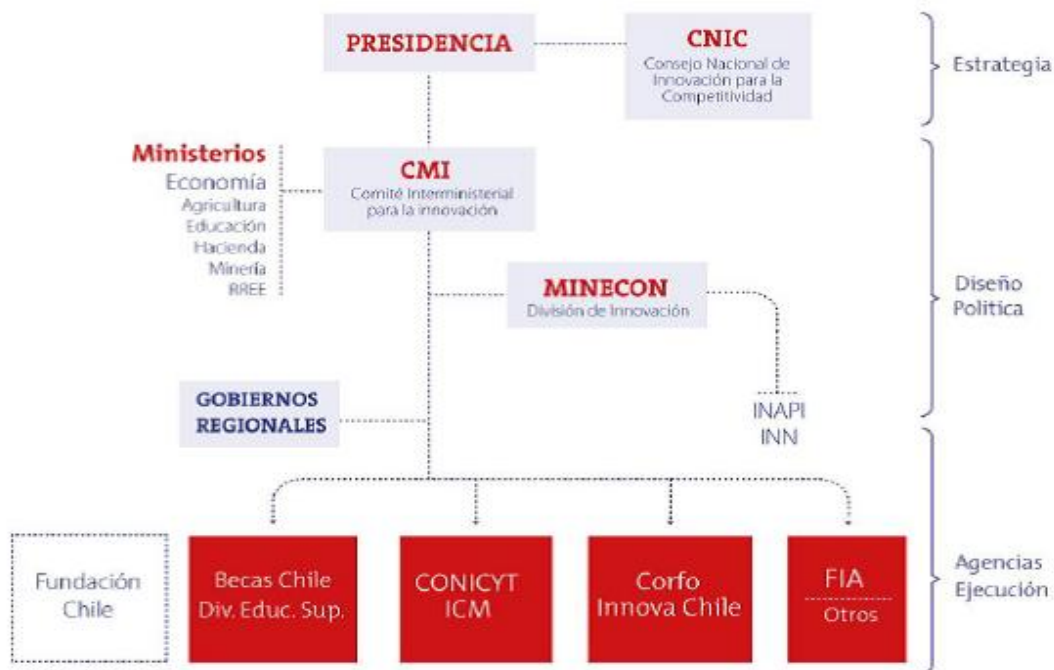 PRESIDENCIA
CNIC
Consejo Nacional de
Innovación para la
Competitividad
Estrategia
Ministerios
Economía
Agricultura
Educación
Hacienda
Minería
RREE
CMI
Comité Interministerial
para la innovación
MINECON
División de Innovación
Diseño
Politica
GOBIERNOS
REGIONALES
INAPI
INN
Fundación
Chile
Becas Chile
Div. Educ. Sup.
CONICYT
ICM
Corfo
Innova Chile
FIA
Otros
Agencias
Ejecución